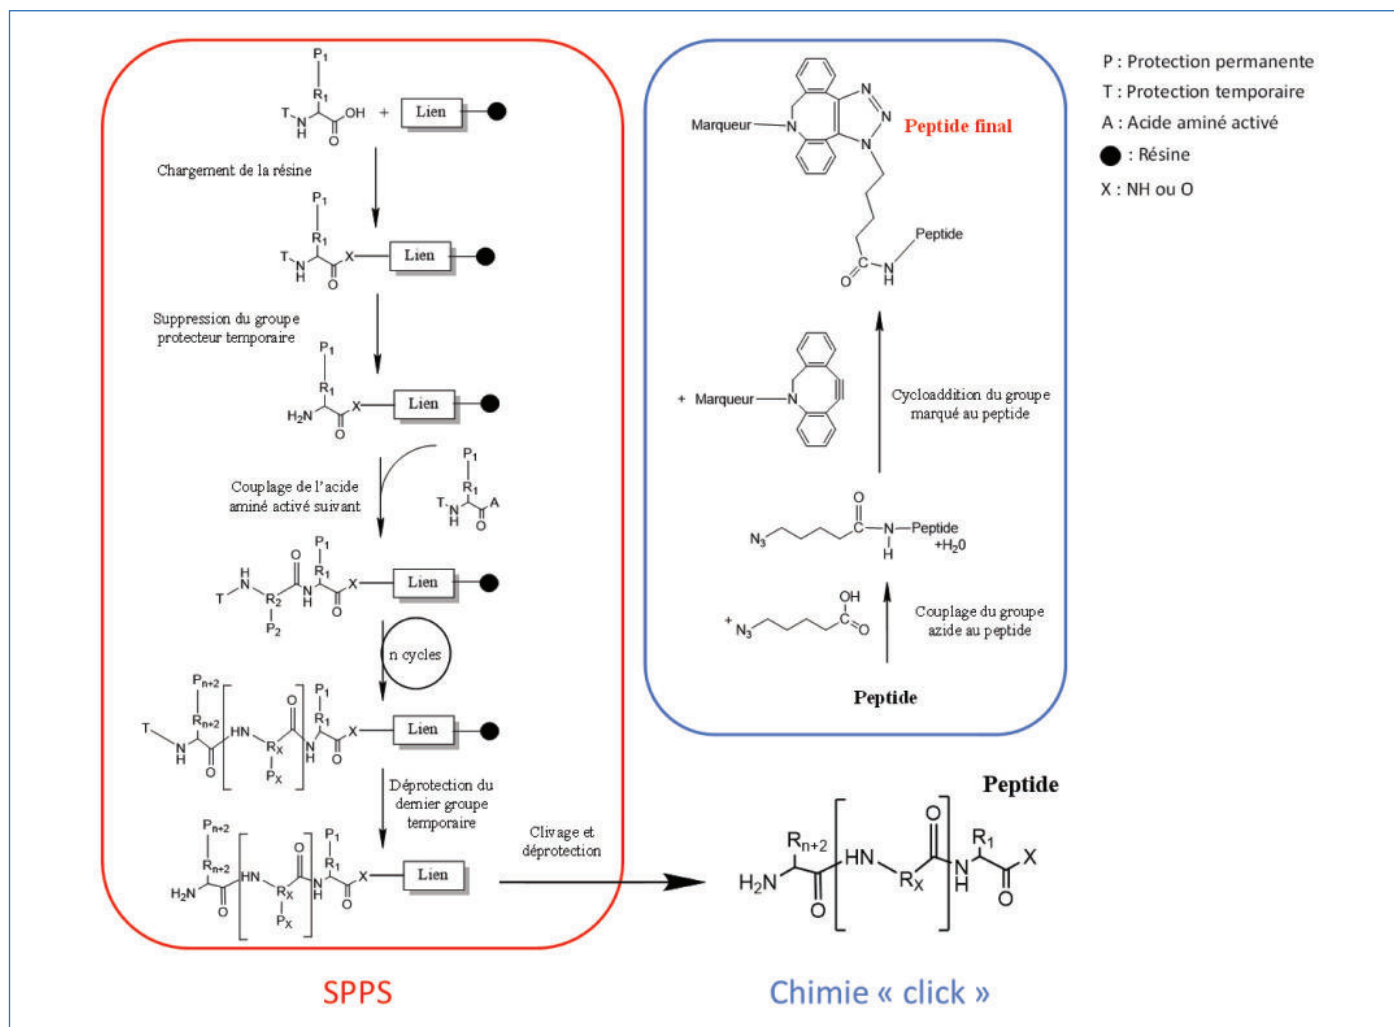 P1
R1
T
N
H
OH
O
+
Lien
Chargement de la résine
P1
R1
T
N
H
O
X
Lien
Suppression du groupe
protecteur temporaire
P1
R1
H2N
O
X
Lien
Couplage de l'acide
aminé activé suivant
P1
R1
T
N
H
A
O
H
N
T
R2
P2
O
NH
P1
R1
O
X
Lien
n cycles
Pn+2
Rn+2
T
N
H
O
HN
RX
PX
O
N
H
P1
R1
O
X
Lien
Déprotection du
dernier groupe
temporaire
Pn+2
Rn+2
H2N
O
HN
RX
PX
O
N
H
P1
R1
O
X
Lien
SPPS
Clivage et
déprotection
Marqueur
N
N
N
N
Peptide final
Peptide
C
O
N
H
+ Marqueur
N
Cycloaddition du groupe
marqué au peptide
O
N3
C
N
H
Peptide
+H20
+
N3
OH
C
O
Couplage du groupe
azide au peptide
Peptide
Peptide
H2N
Rn+2
O
HN
RX
O
N
H
R1
O
X
Chimie « click »
P : Protection permanente
T : Protection temporaire
A : Acide aminé activé
: Résine
X : NH ou O